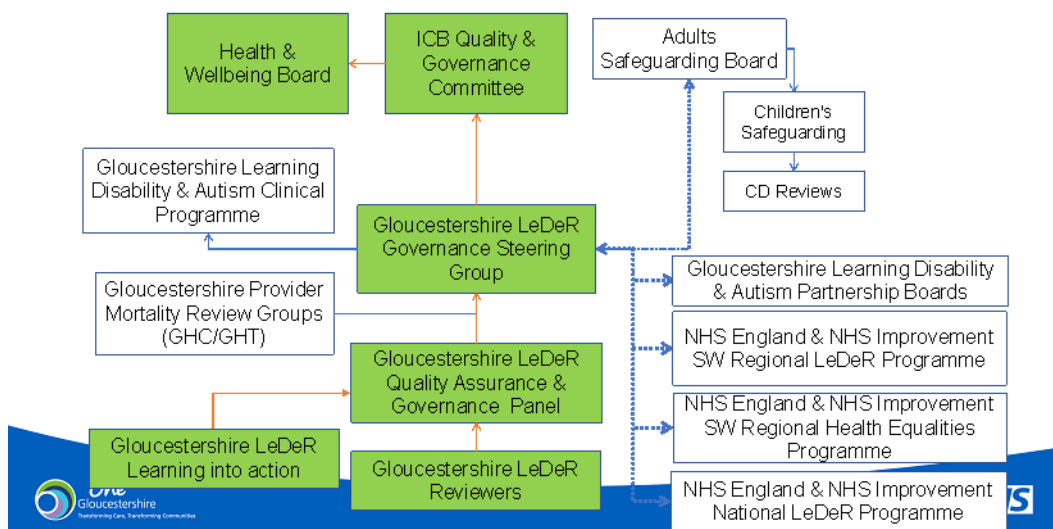 Health &
Wellbeing Board
ICB Quality &
Governance
Committee
Adults
Safeguarding Board
Children's
Safeguarding
CD Reviews
Gloucestershire Learning
Disability & Autism Clinical
Programme
Gloucestershire LeDeR
Governance Steering
Group
Gloucestershire Learning Disability
& Autism Partnership Boards
Gloucestershire Provider
Mortality Review Groups
(GHC/GHT)
NHS England & NHS Improvement
SW Regional LeDeR Programme
Gloucestershire LeDeR
Quality Assurance &
Governance Panel
NHS England & NHS Improvement
SW Regional Health Equalities
Programme
Gloucestershire LeDeR
Learning into action
Gloucestershire LeDeR
Reviewers
NHS England & NHS Improvement
National LeDeR Programme
One
Gloucestershire
Transforming Care, Transforming Communities